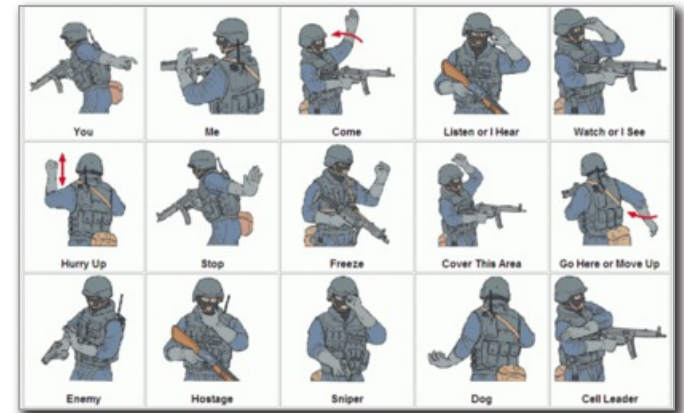 You
Me
Come
Listen or I Hear
Watch or I See
Hurry Up
Stop
Freeze
Cover This Area
Go Here or Move Up
Enemy
Hostage
Sniper
Dog
Cell Leader